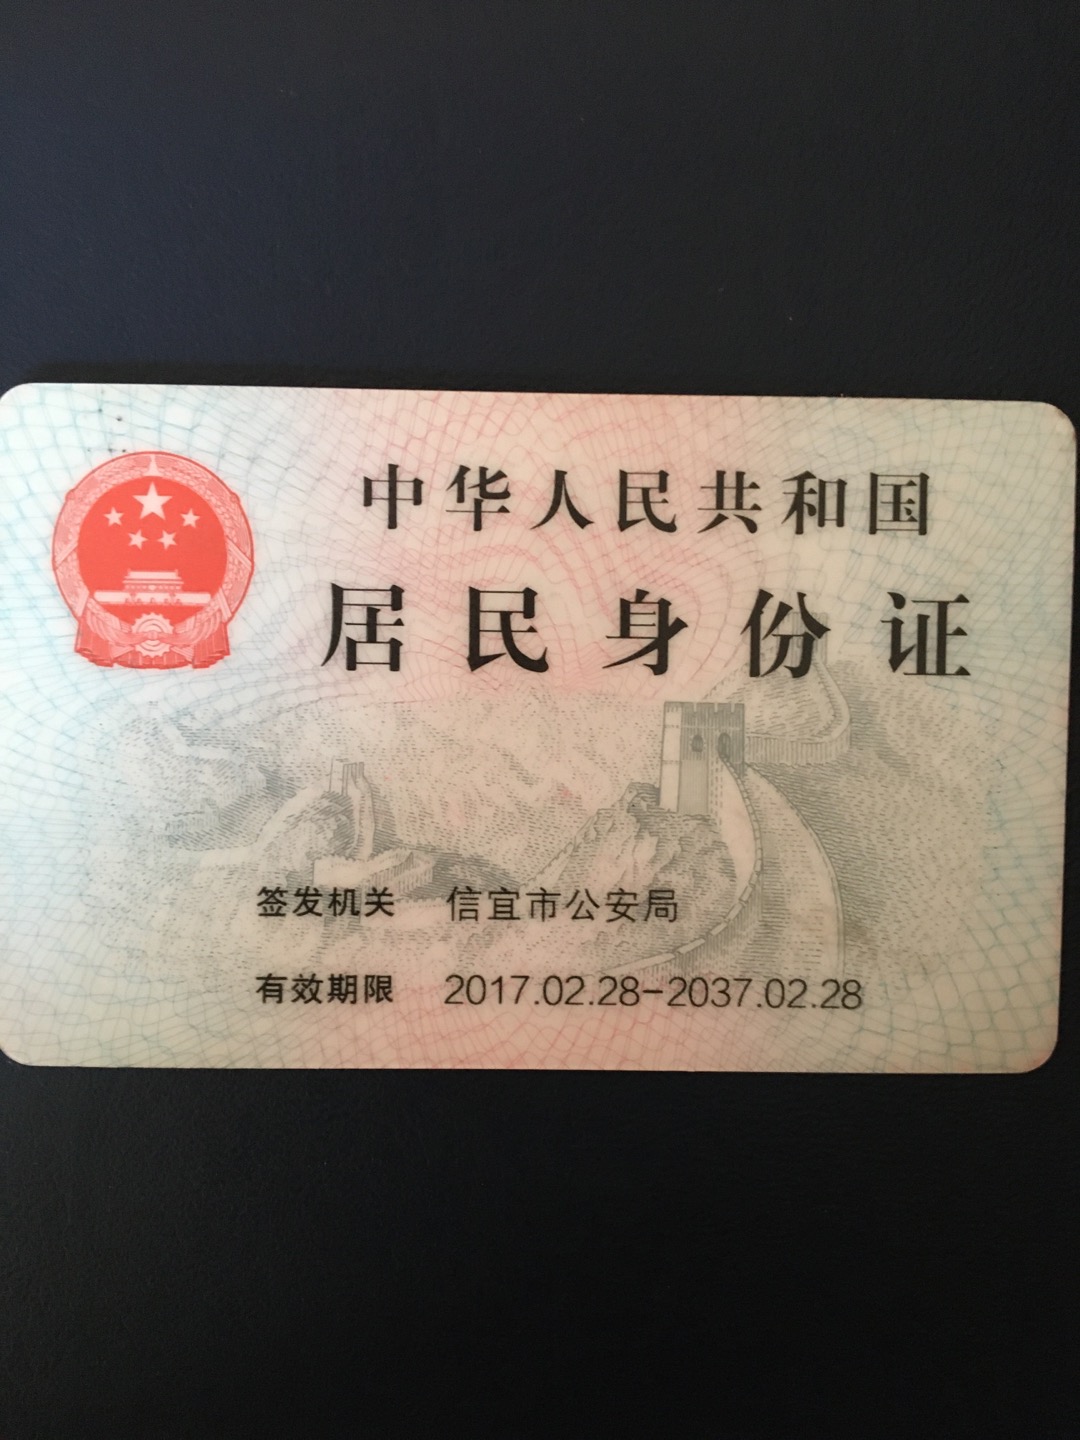 中华人民共和国
居民身份证
签发机关 信宜市公安局
有效期限 2017.02.28-2037.02.28